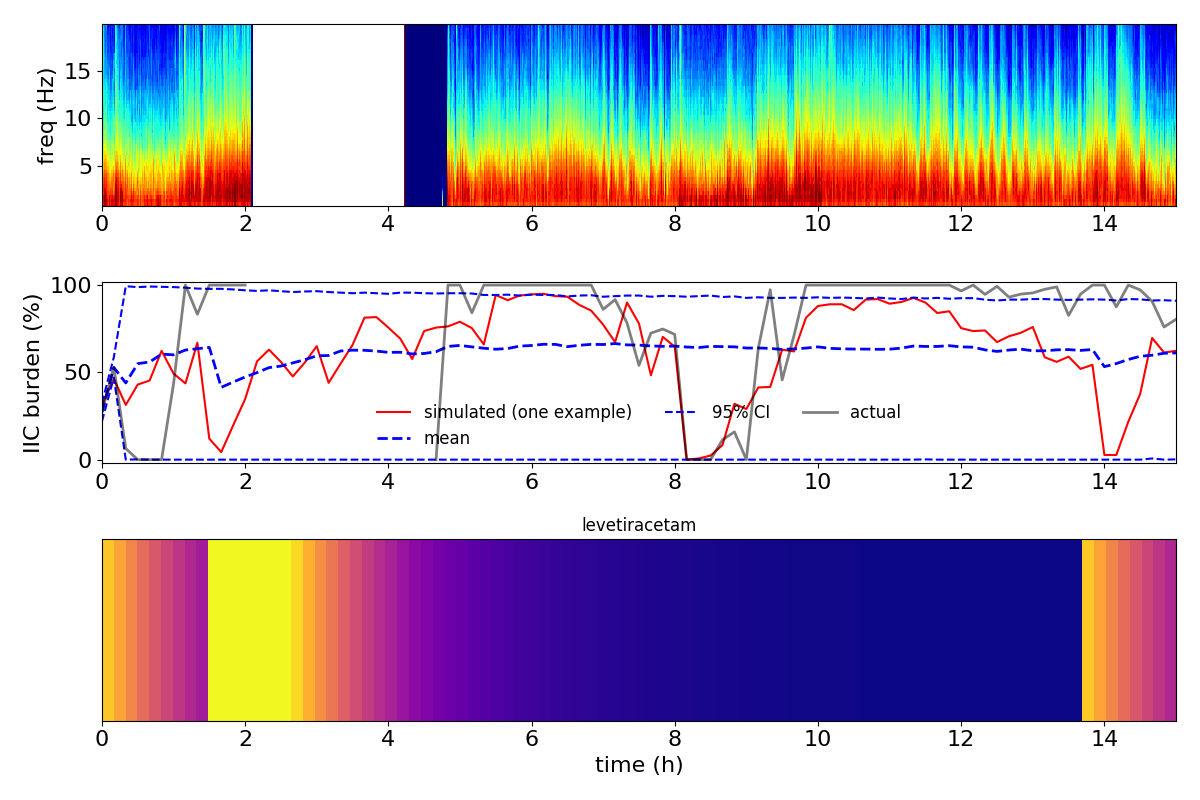 freq (Hz)
15
10
5
0 2 4 6 8 10 12 14
IIC burden (%)
100
50
0
simulated (one example) 95% CI actual
mean
0 2 4 6 8 10 12 14
levetiracetam
0 2 4 6 8 10 12 14
time (h)